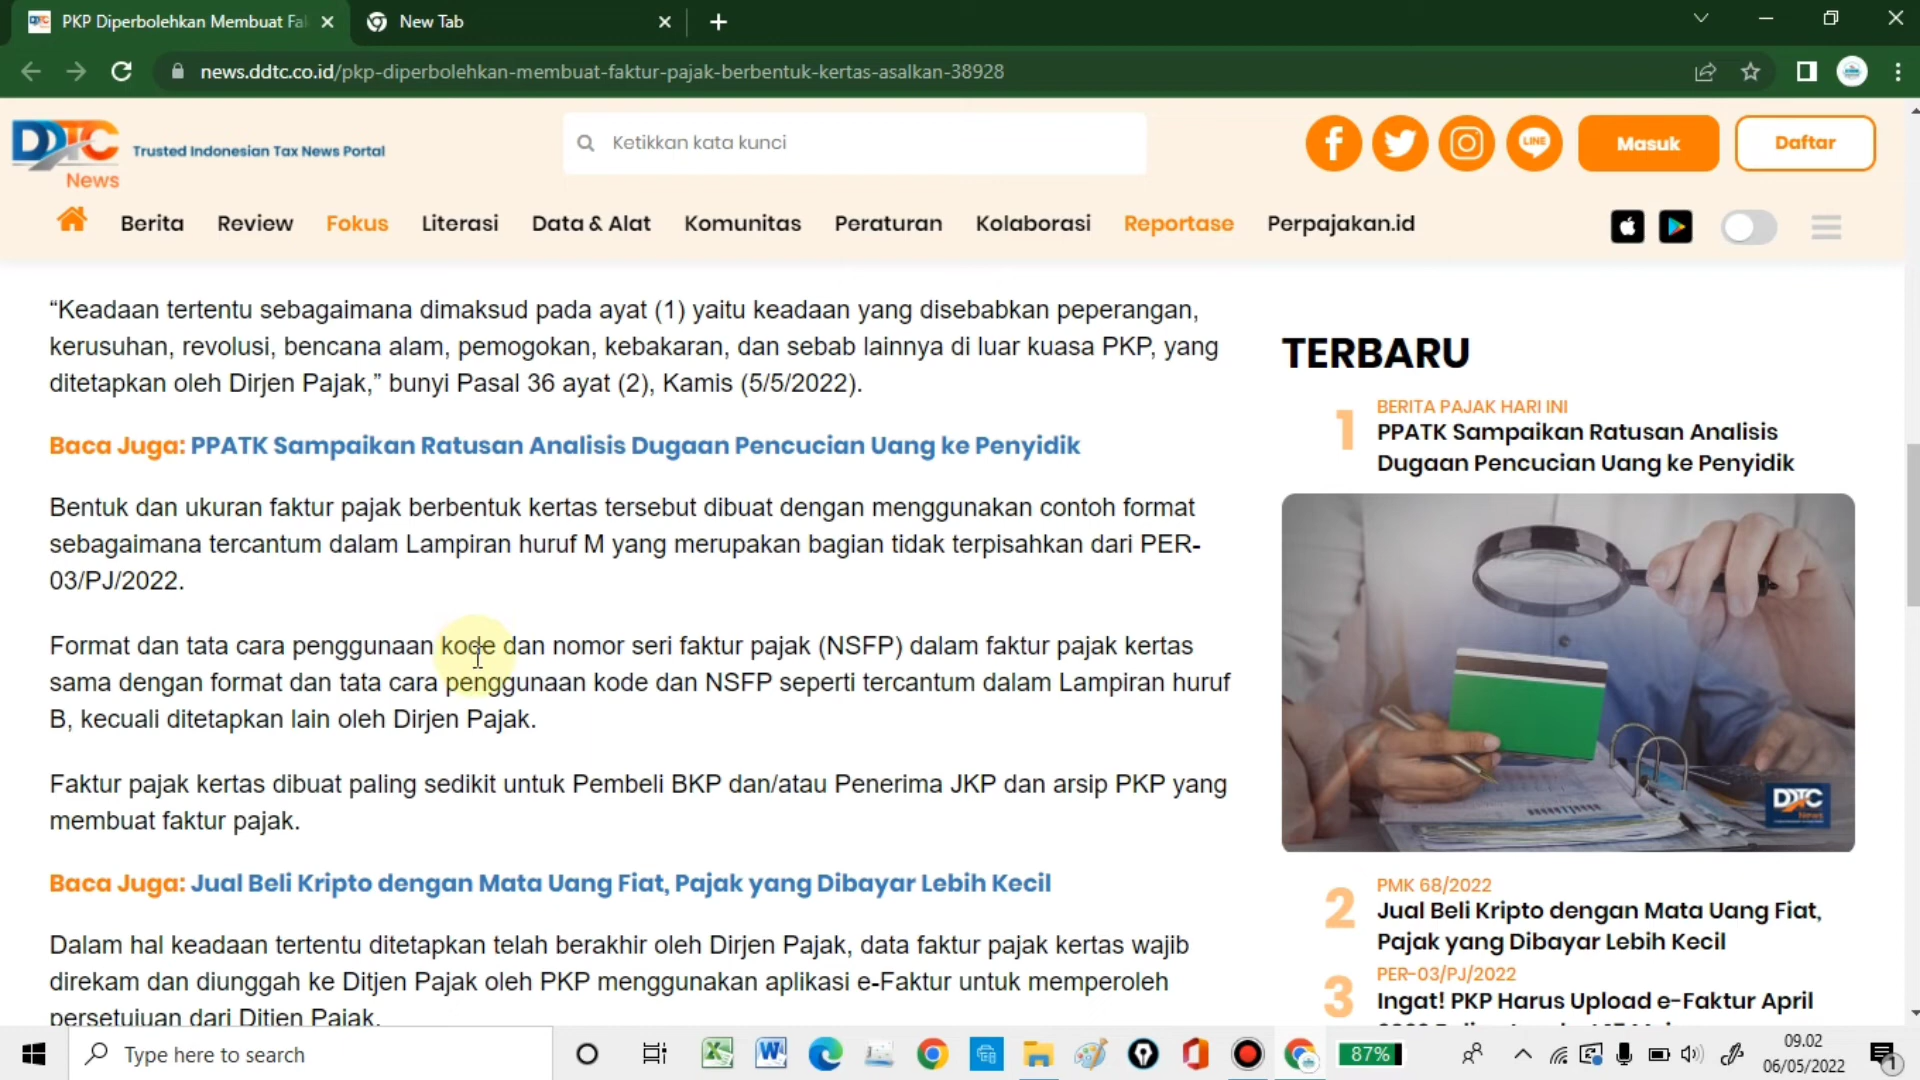 PKP Diperbolehkan Membuat Fa
New Tab
news.ddtc.co.id/pkp-diperbolehkan-membuat-faktur-pajak-berbentuk-kertas-asalkan-38928
DDTC
News
Trusted Indonesian Tax News Portal
Ketikkan kata kunci
LINE
Masuk
Daftar
Berita
Review
Fokus
Literasi
Data & Alat
Komunitas
Peraturan
Kolaborasi
Reportase
Perpajakan.id
“Keadaan tertentu sebagaimana dimaksud pada ayat (1) yaitu keadaan yang disebabkan peperangan,
kerusuhan, revolusi, bencana alam, pemogokan, kebakaran, dan sebab lainnya di luar kuasa PKP, yang
ditetapkan oleh Dirjen Pajak,” bunyi Pasal 36 ayat (2), Kamis (5/5/2022).
Baca Juga: PPATK Sampaikan Ratusan Analisis Dugaan Pencucian Uang ke Penyidik
Bentuk dan ukuran faktur pajak berbentuk kertas tersebut dibuat dengan menggunakan contoh format
sebagaimana tercantum dalam Lampiran huruf M yang merupakan bagian tidak terpisahkan dari PER-
03/PJ/2022.
Format dan tata cara penggunaan kode dan nomor seri faktur pajak (NSFP) dalam faktur pajak kertas
sama dengan format dan tata cara penggunaan kode dan NSFP seperti tercantum dalam Lampiran huruf
B, kecuali ditetapkan lain oleh Dirjen Pajak.
Faktur pajak kertas dibuat paling sedikit untuk Pembeli BKP dan/atau Penerima JKP dan arsip PKP yang
membuat faktur pajak.
Baca Juga: Jual Beli Kripto dengan Mata Uang Fiat, Pajak yang Dibayar Lebih Kecil
Dalam hal keadaan tertentu ditetapkan telah berakhir oleh Dirjen Pajak, data faktur pajak kertas wajib
direkam dan diunggah ke Ditjen Pajak oleh PKP menggunakan aplikasi e-Faktur untuk memperoleh
persetujuan dari Ditjen Pajak.
TERBARU
1
BERITA PAJAK HARI INI
PPATK Sampaikan Ratusan Analisis
Dugaan Pencucian Uang ke Penyidik
DDTC
News
2
PMK 68/2022
Jual Beli Kripto dengan Mata Uang Fiat,
Pajak yang Dibayar Lebih Kecil
3
PER-03/PJ/2022
Ingat! PKP Harus Upload e-Faktur April
Type here to search
87%
09.02
06/05/2022
1